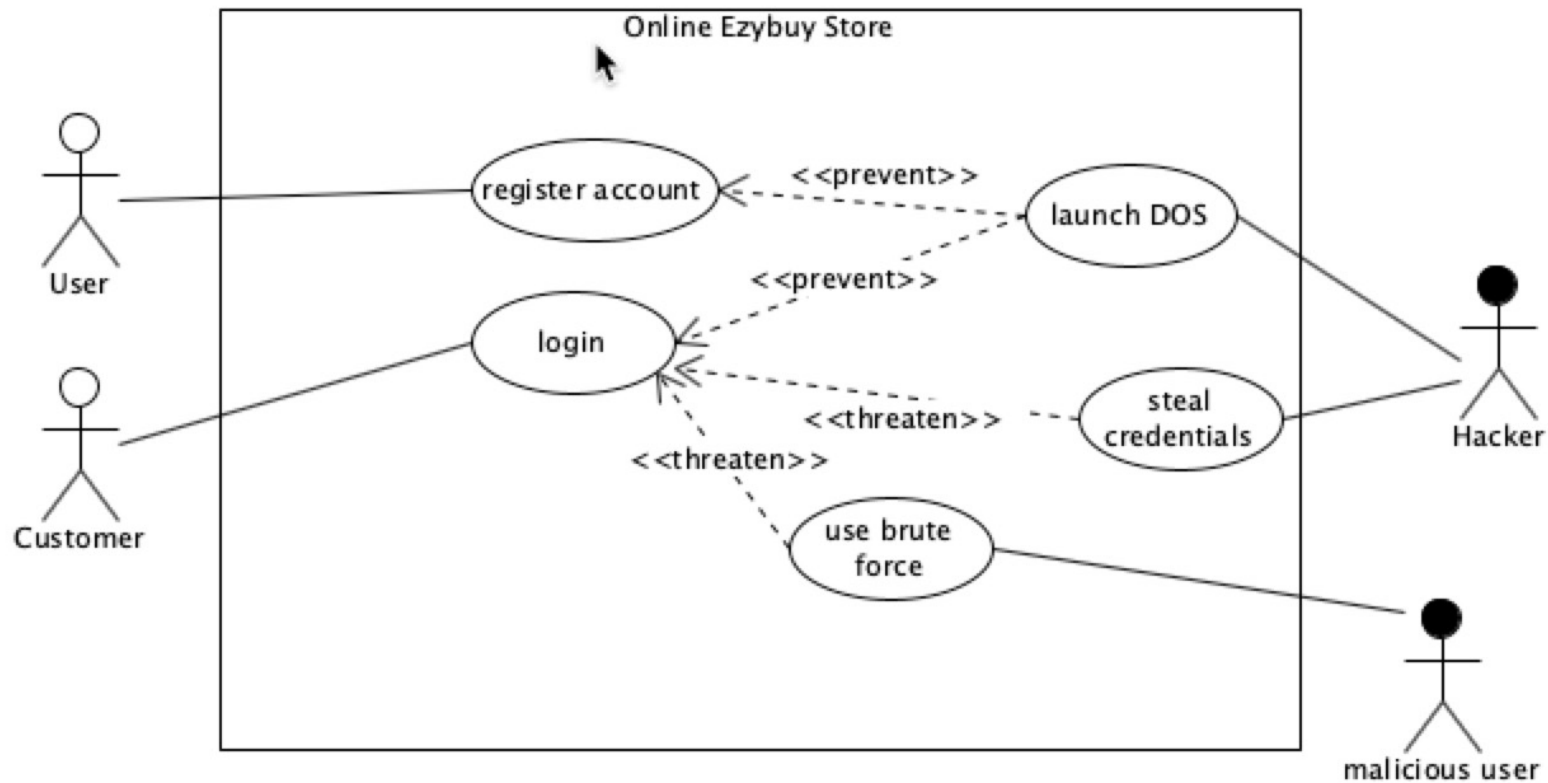 Online Ezybuy Store
register account
<<prevent>>
launch DOS
User
<<prevent>>
login
<<threaten>>
steal
credentials
Hacker
<<threaten>>
Customer
use brute
force
malicious user